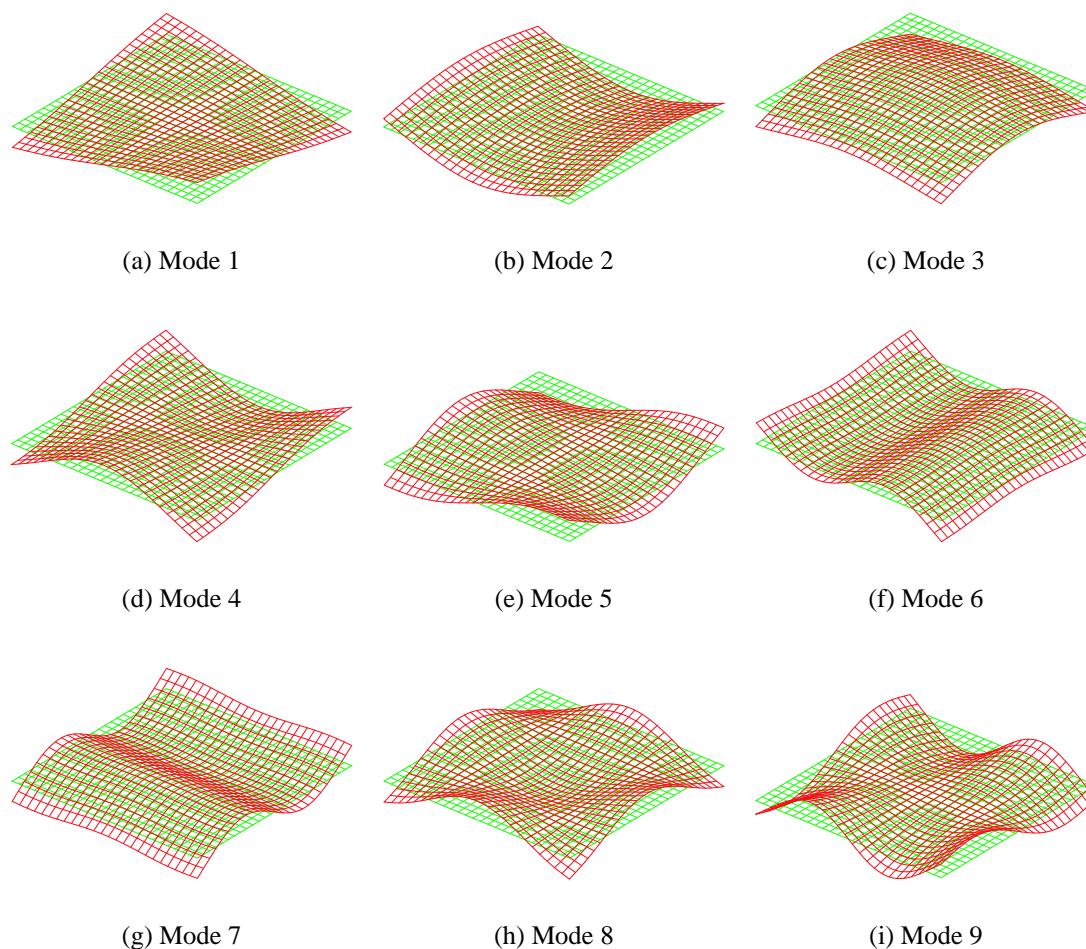 (a) Mode 1
(b) Mode 2
(c) Mode 3
(d) Mode 4
(e) Mode 5
(f) Mode 6
(g) Mode 7
(h) Mode 8
(i) Mode 9